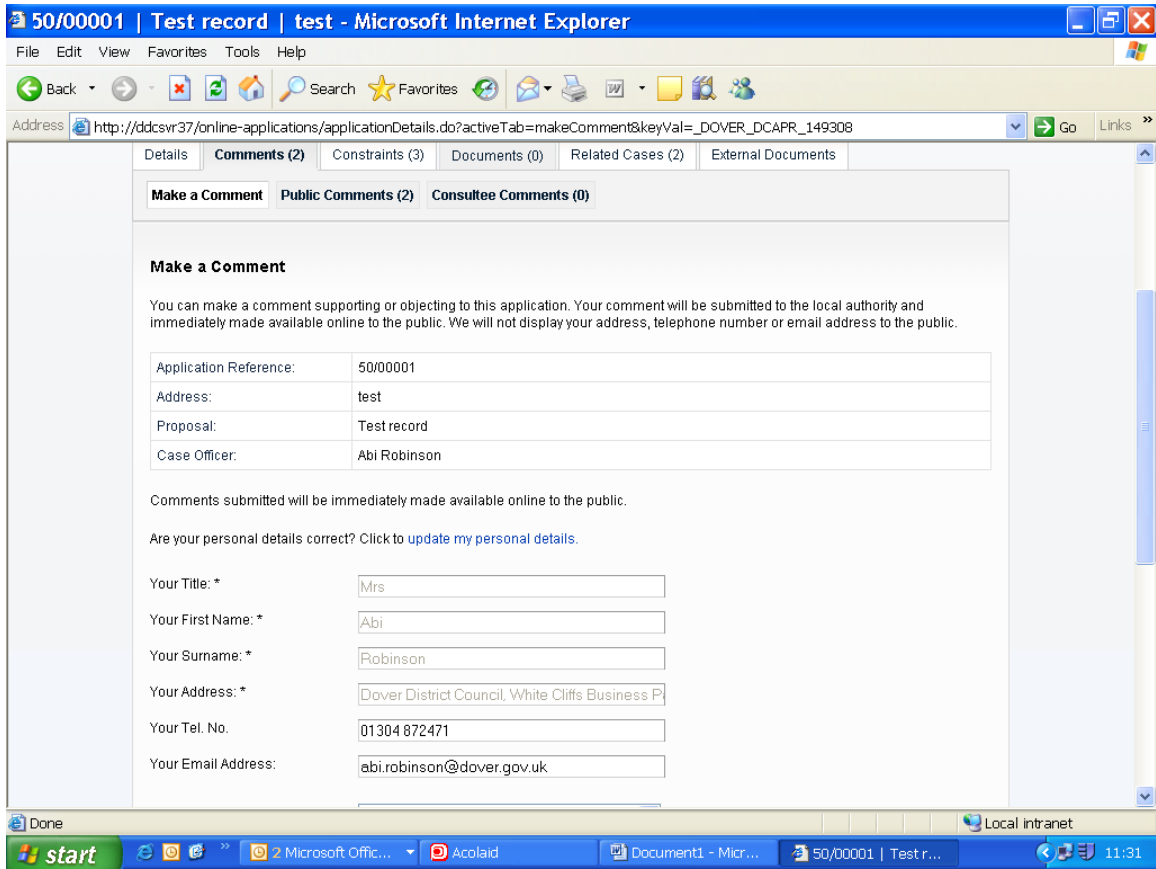 50/00001 | Test record | test - Microsoft Internet Explorer
File Edit View Favorites Tools Help
Back Search Favorites
Address http://ddcsvr37/online-applications/applicationDetails.do?activeTab=makeComment&keyVal=_DOVER_DCAPR_149308 Go Links »
Details Comments (2) Constraints (3) Documents (0) Related Cases (2) External Documents
Make a Comment Public Comments (2) Consultee Comments (0)
Make a Comment
You can make a comment supporting or objecting to this application. Your comment will be submitted to the local authority and
immediately made available online to the public. We will not display your address, telephone number or email address to the public.
Application Reference: 50/00001
Address: test
Proposal: Test record
Case Officer: Abi Robinson
Comments submitted will be immediately made available online to the public.
Are your personal details correct? Click to update my personal details.
Your Title: * Mrs
Your First Name: * Abi
Your Surname: * Robinson
Your Address: * Dover District Council, White Cliffs Business P
Your Tel. No. 01304 872471
Your Email Address: abi.robinson@dover.gov.uk
Done Local intranet
start » 2 Microsoft Offic... Acolaid Document1 - Micr... 50/00001 | Test r... 11:31